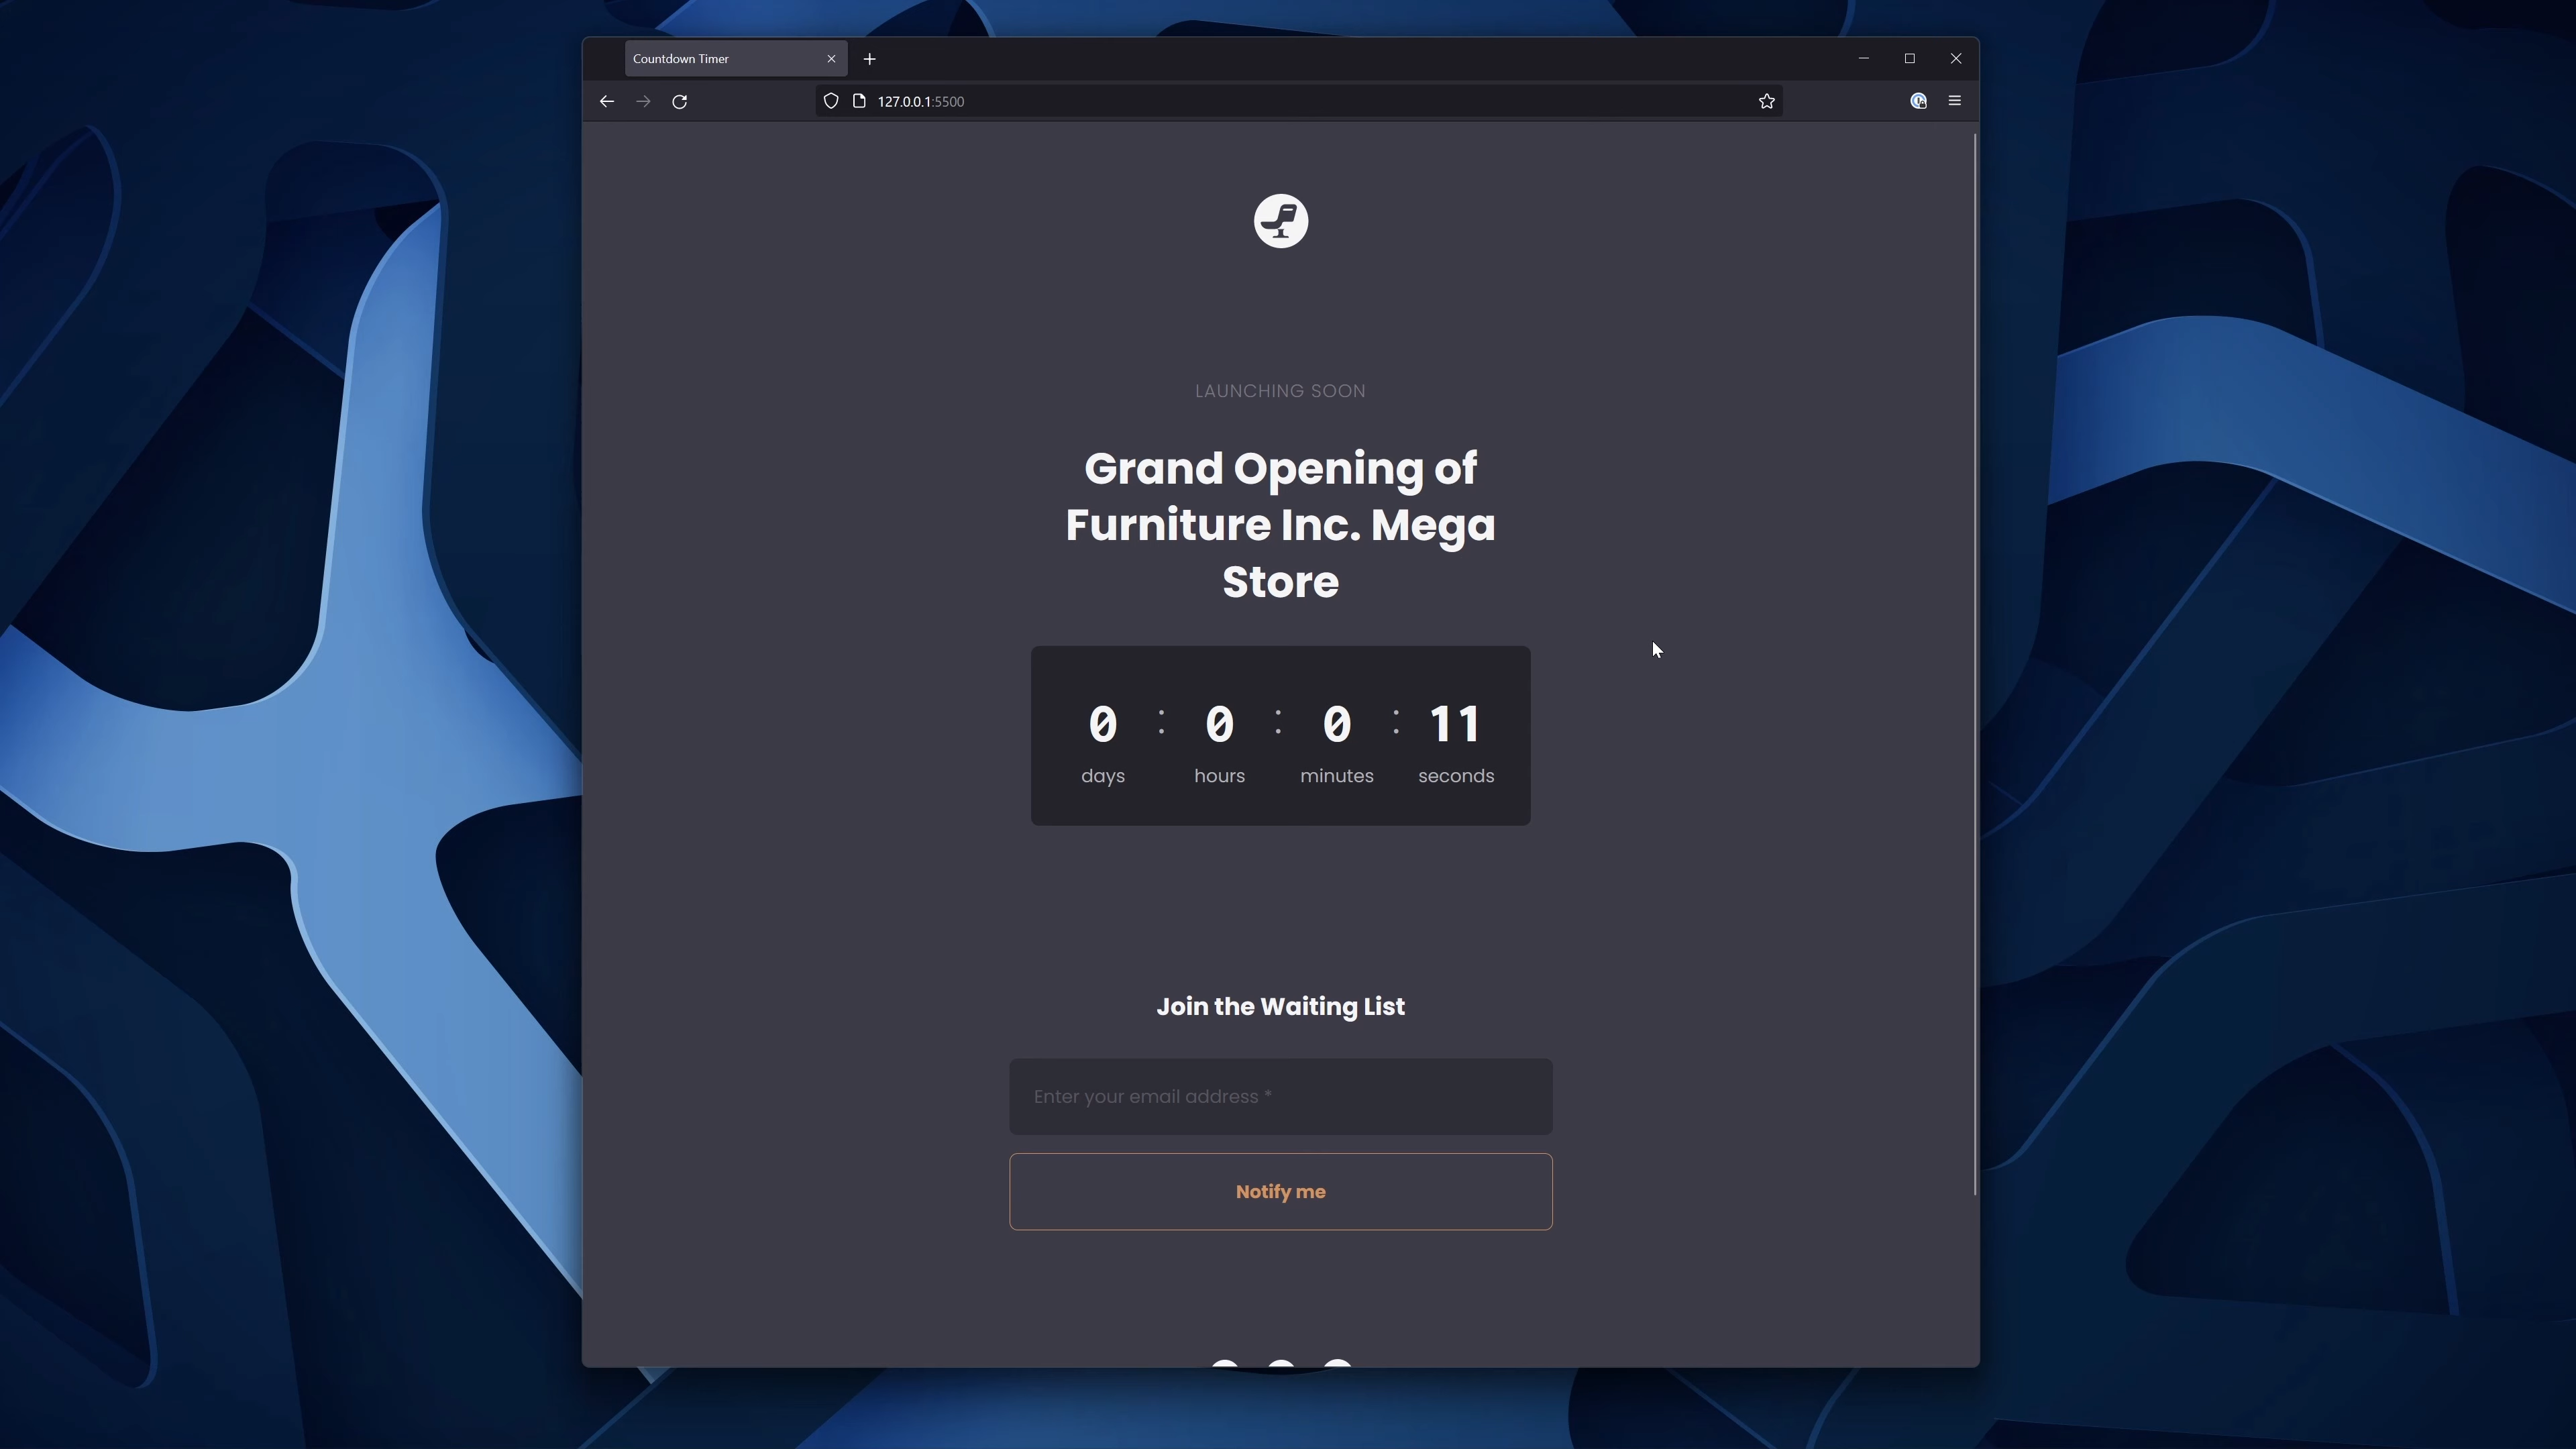 Countdown Timer
127.0.0.1:5500
LAUNCHING SOON
Grand Opening of
Furniture Inc. Mega
Store
0 : 0 : 0 : 11
days hours minutes seconds
Join the Waiting List
Enter your email address *
Notify me